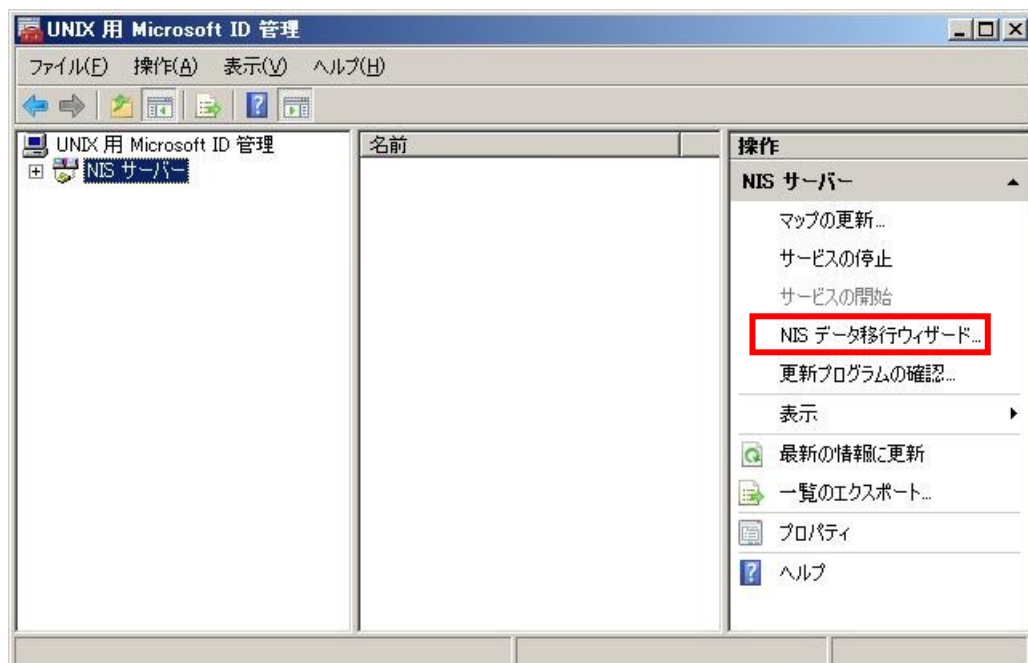 UNIX 用 Microsoft ID 管理
ファイル(F) 操作(A) 表示(V) ヘルプ(H)
UNIX 用 Microsoft ID 管理
NIS サーバー
名前
操作
NIS サーバー
マップの更新...
サービスの停止
サービスの開始
NIS データ移行ウィザード...
更新プログラムの確認...
表示
最新の情報に更新
一覧のエクスポート...
プロパティ
ヘルプ